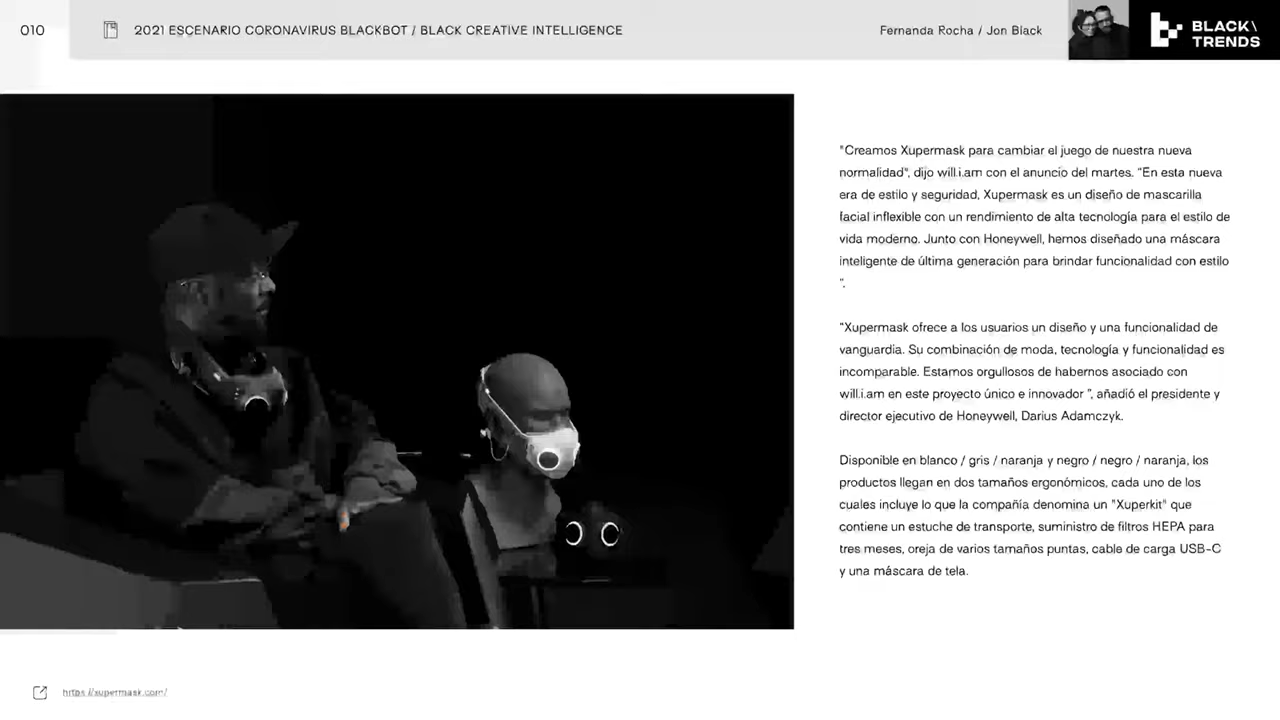 010
2021 ESCENARIO CORONAVIRUS BLACKBOT / BLACK CREATIVE INTELLIGENCE
Fernanda Rocha / Jon Black
BLACK\
TRENDS
"Creamos Xupermask para cambiar el juego de nuestra nueva
normalidad", dijo will.i.am con el anuncio del martes. "En esta nueva
era de estilo y seguridad, Xupermask es un diseño de mascarilla
facial inflexible con un rendimiento de alta tecnología para el estilo de
vida moderno. Junto con Honeywell, hemos diseñado una máscara
inteligente de última generación para brindar funcionalidad con estilo
".
"Xupermask ofrece a los usuarios un diseño y una funcionalidad de
vanguardia. Su combinación de moda, tecnología y funcionalidad es
incomparable. Estamos orgullosos de habernos asociado con
will.i.am en este proyecto único e innovador ", añadió el presidente y
director ejecutivo de Honeywell, Darius Adamczyk.
Disponible en blanco / gris / naranja y negro / negro / naranja, los
productos llegan en dos tamaños ergonómicos, cada uno de los
cuales incluye lo que la compañía denomina un "Xuperkit" que
contiene un estuche de transporte, suministro de filtros HEPA para
tres meses, oreja de varios tamaños puntas, cable de carga USB-C
y una máscara de tela.
https://xupermask.com/